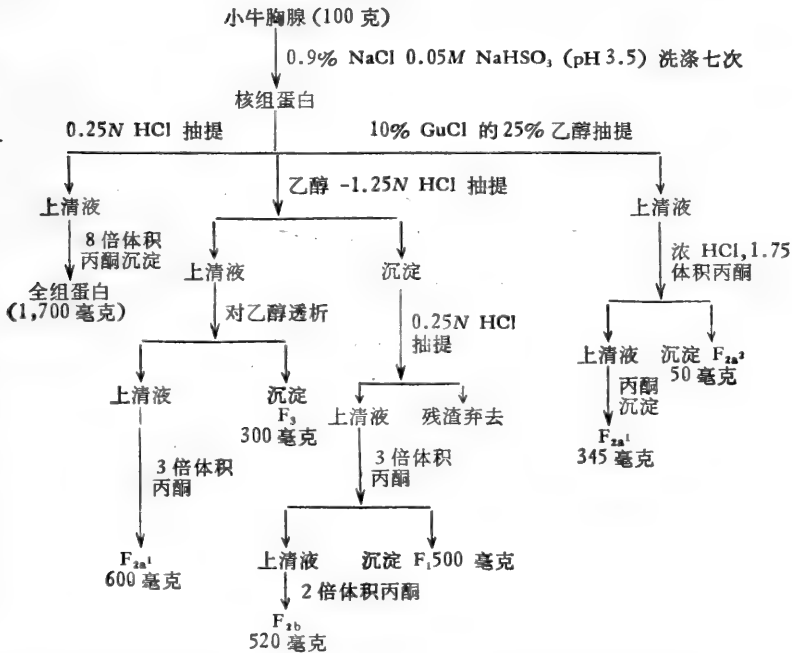 小牛胸腺 (100 克)
0.9% NaCl 0.05M NaHSO₃ (pH 3.5) 洗涤七次
核组蛋白
0.25N HCl 抽提
10% GuCl 的25% 乙醇抽提
乙醇 -1.25N HCl 抽提
上清液
8 倍体积
丙酮沉淀
全组蛋白
(1,700 毫克)
上清液
沉淀
对乙醇透析
上清液
沉淀
F₃
300 毫克
3 倍体积
丙酮
F₂ₐ¹
600 毫克
0.25N HCl
抽提
上清液
残渣弃去
3 倍体积
丙酮
上清液
沉淀 F₁500 毫克
2 倍体积丙酮
F₂b
520 毫克
上清液
浓 HCl,1.75
体积丙酮
上清液
沉淀 F₂ₐ³
50 毫克
丙酮
沉淀
F₂ₐ¹
345 毫克